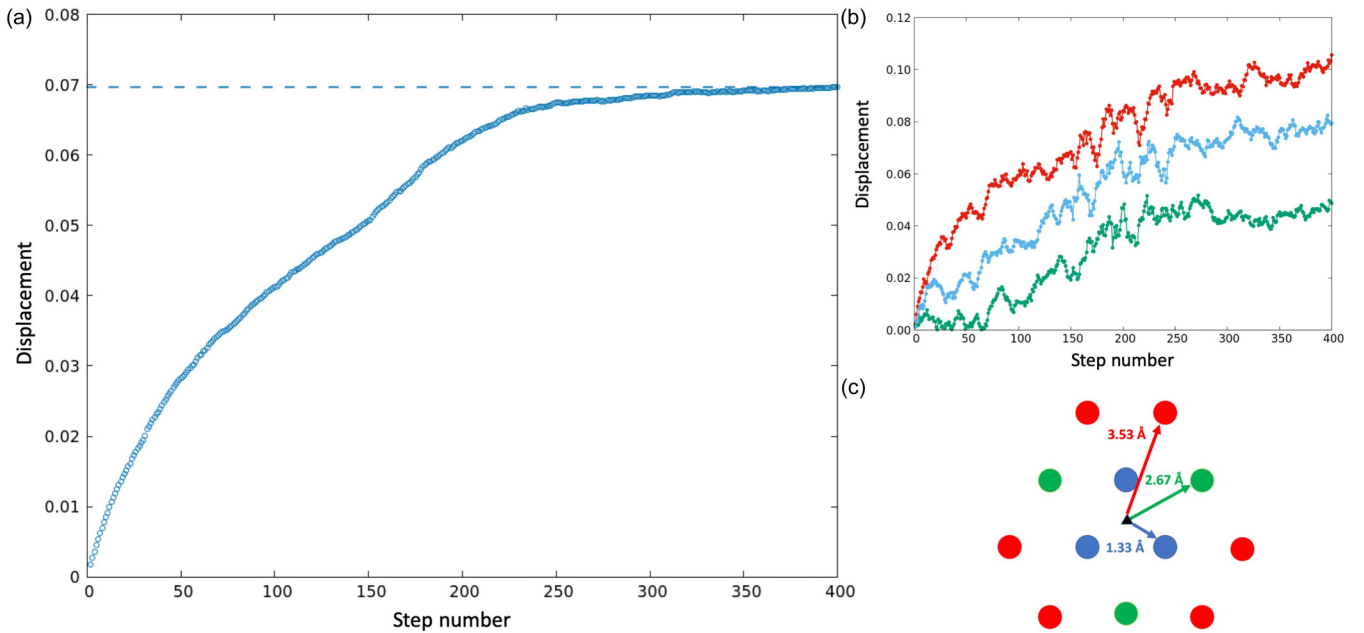 (a)
0.08
0.07
0.06
0.05
0.04
0.03
0.02
0.01
0
Displacement
0 50 100 150 200 250 300 350 400
Step number
(b)
0.12
0.10
0.08
0.06
0.04
0.02
0.00
Displacement
0 50 100 150 200 250 300 350 400
Step number
(c)
3.53 Å
2.67 Å
1.33 Å